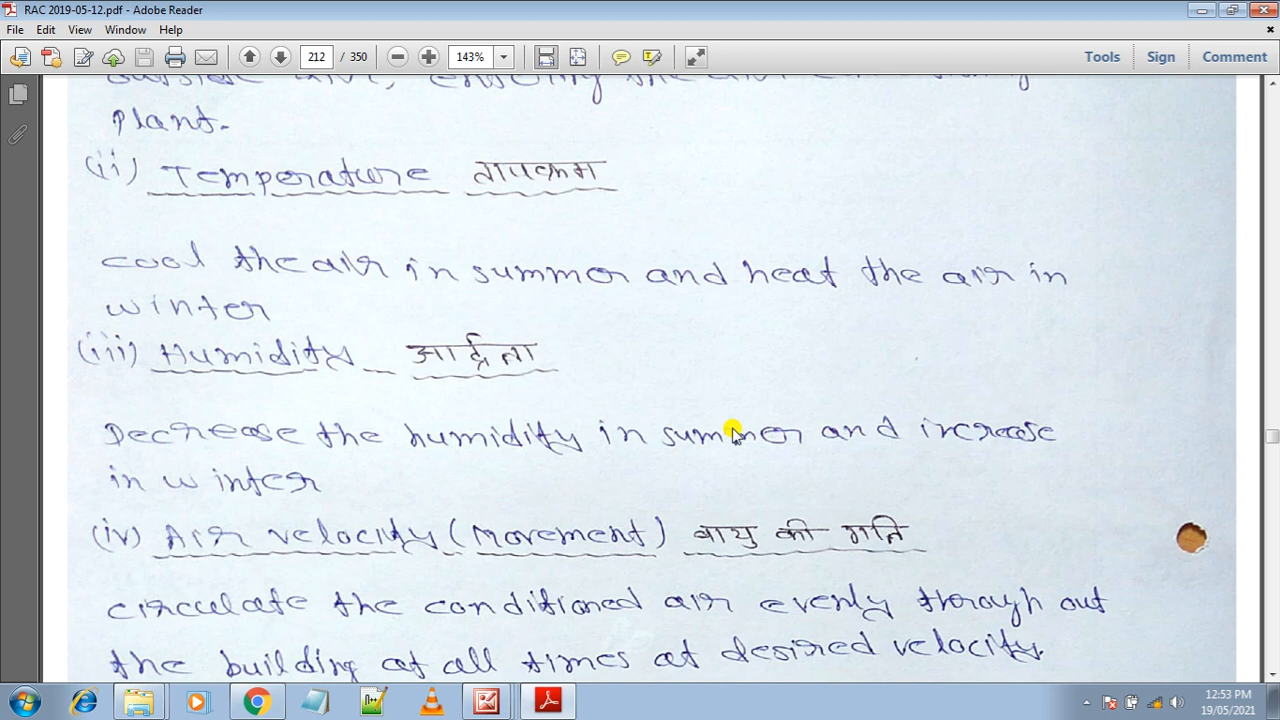 RAC 2019-05-12.pdf - Adobe Reader
File Edit View Window Help
212 / 350 143% Tools Sign Comment
plant.
(ii) Temperature तापक्रम
cool the air in summer and heat the air in
winter
(iii) Humidity आर्द्रता
Decrease the humidity in summer and increase
in winter
(iv) Air velocity (Movement) वायु की गति
circulate the conditioned air evenly through out
the building at all times at desired velocity.
12:53 PM
19/05/2021